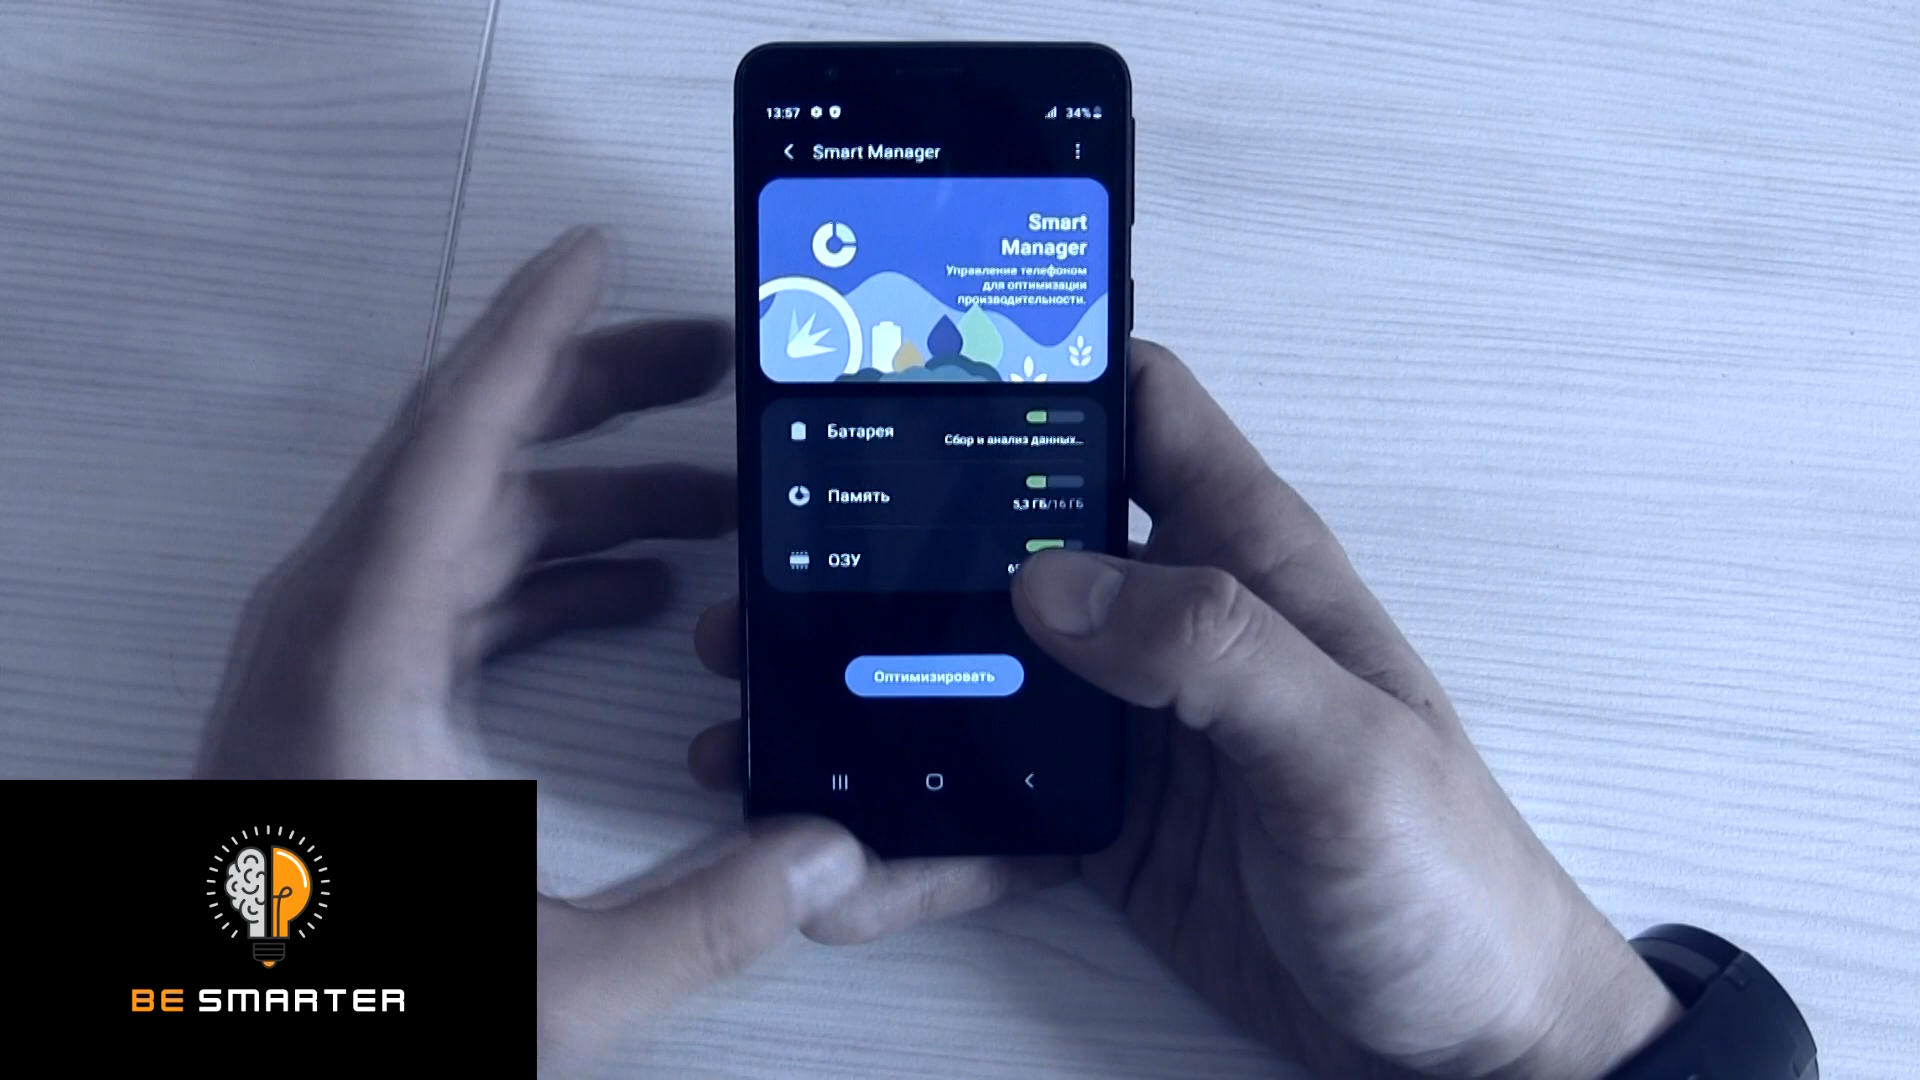 13:57
34%
Smart Manager
Smart
Manager
Управление телефоном
для оптимизации
производительности.
Батарея
Сбор и анализ данных...
Память
5,3 ГБ/16 ГБ
ОЗУ
Оптимизировать
BE SMARTER